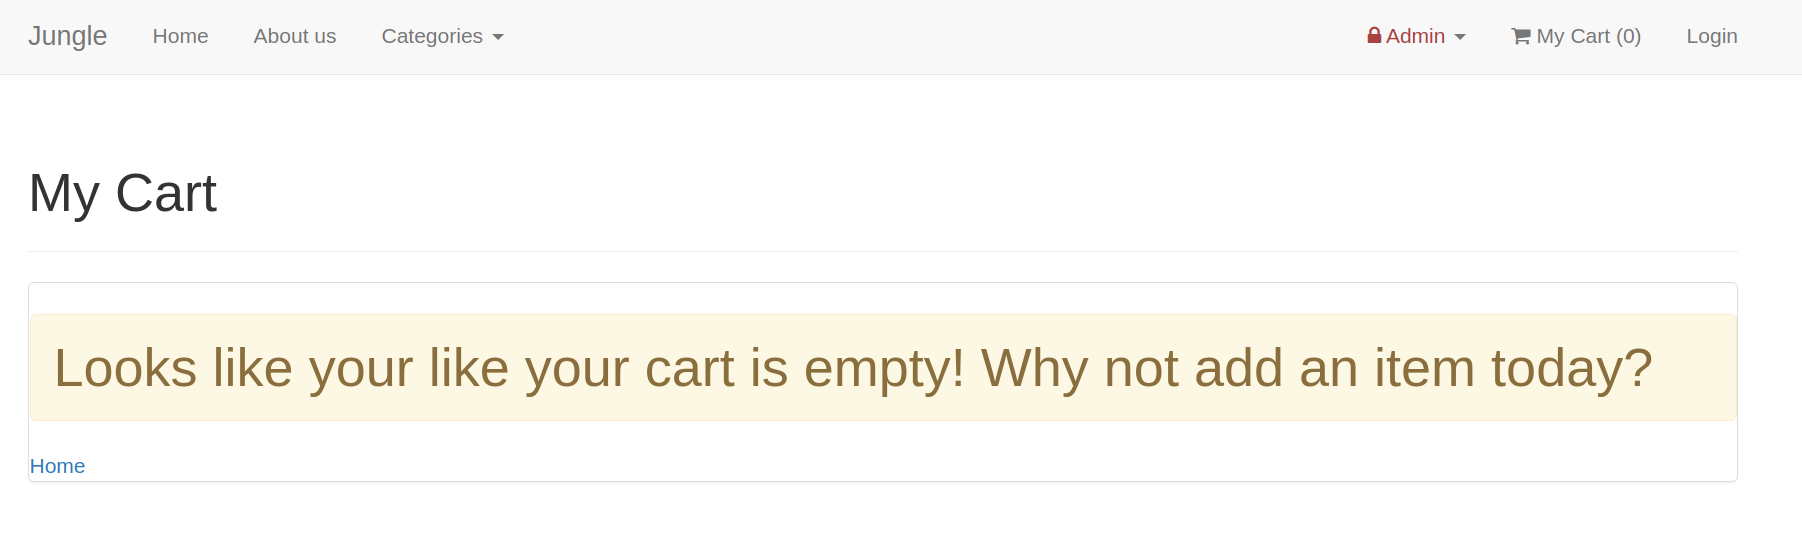 Jungle Home About us Categories Admin My Cart (0) Login
My Cart
Looks like your like your cart is empty! Why not add an item today?
Home